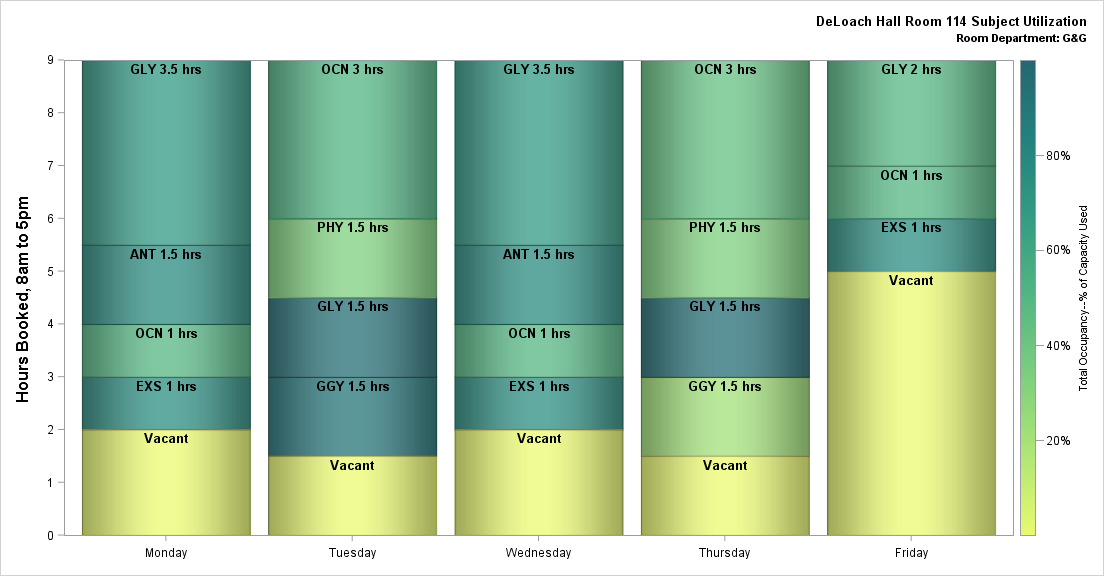 DeLoach Hall Room 114 Subject Utilization
Room Department: G&G
Hours Booked, 8am to 5pm
9
8
7
6
5
4
3
2
1
0
GLY 3.5 hrs
ANT 1.5 hrs
OCN 1 hrs
EXS 1 hrs
Vacant
Monday
OCN 3 hrs
PHY 1.5 hrs
GLY 1.5 hrs
GGY 1.5 hrs
Vacant
Tuesday
GLY 3.5 hrs
ANT 1.5 hrs
OCN 1 hrs
EXS 1 hrs
Vacant
Wednesday
OCN 3 hrs
PHY 1.5 hrs
GLY 1.5 hrs
GGY 1.5 hrs
Vacant
Thursday
GLY 2 hrs
OCN 1 hrs
EXS 1 hrs
Vacant
Friday
80%
60%
40%
20%
Total Occupancy--% of Capacity Used